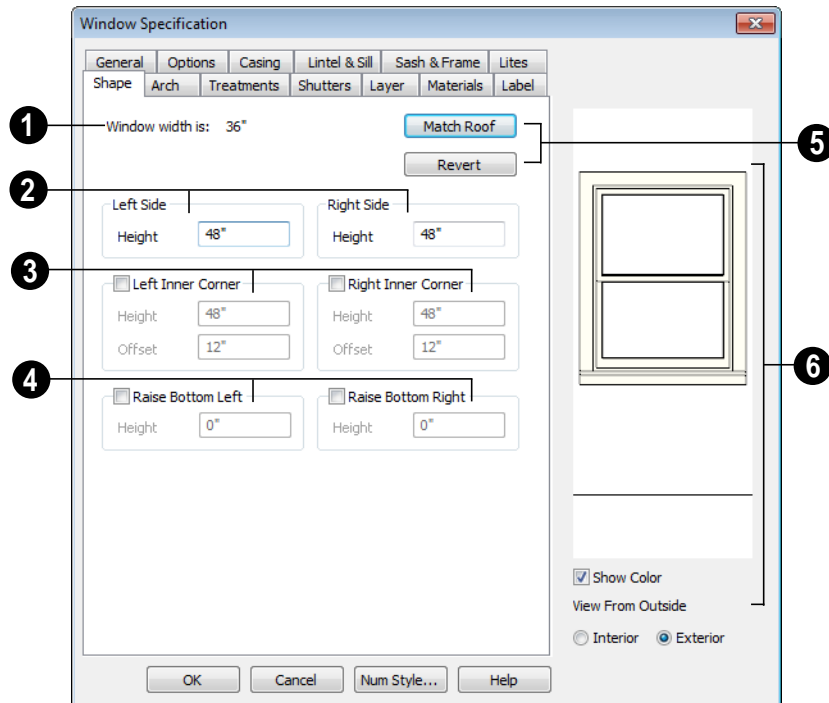 Window Specification
General Options Casing Lintel & Sill Sash & Frame Lites
Shape Arch Treatments Shutters Layer Materials Label
1 Window width is: 36" Match Roof 5
Revert
2
Left Side Right Side
Height 48" Height 48"
3
Left Inner Corner Right Inner Corner
Height 48" Height 48"
Offset 12" Offset 12"
4 6
Raise Bottom Left Raise Bottom Right
Height 0" Height 0"
Show Color
View From Outside
Interior Exterior
OK Cancel Num Style... Help